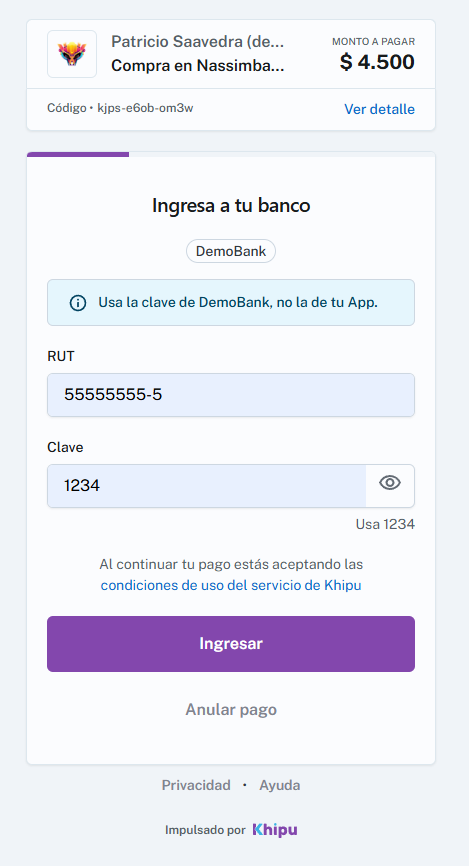 Patricio Saavedra (de...
MONTO A PAGAR
Compra en Nassimba...
$ 4.500
Código • kjps-e6ob-om3w
Ver detalle
Ingresa a tu banco
DemoBank
Usa la clave de DemoBank, no la de tu App.
RUT
55555555-5
Clave
1234
Usa 1234
Al continuar tu pago estás aceptando las
condiciones de uso del servicio de Khipu
Ingresar
Anular pago
Privacidad • Ayuda
Impulsado por Khipu